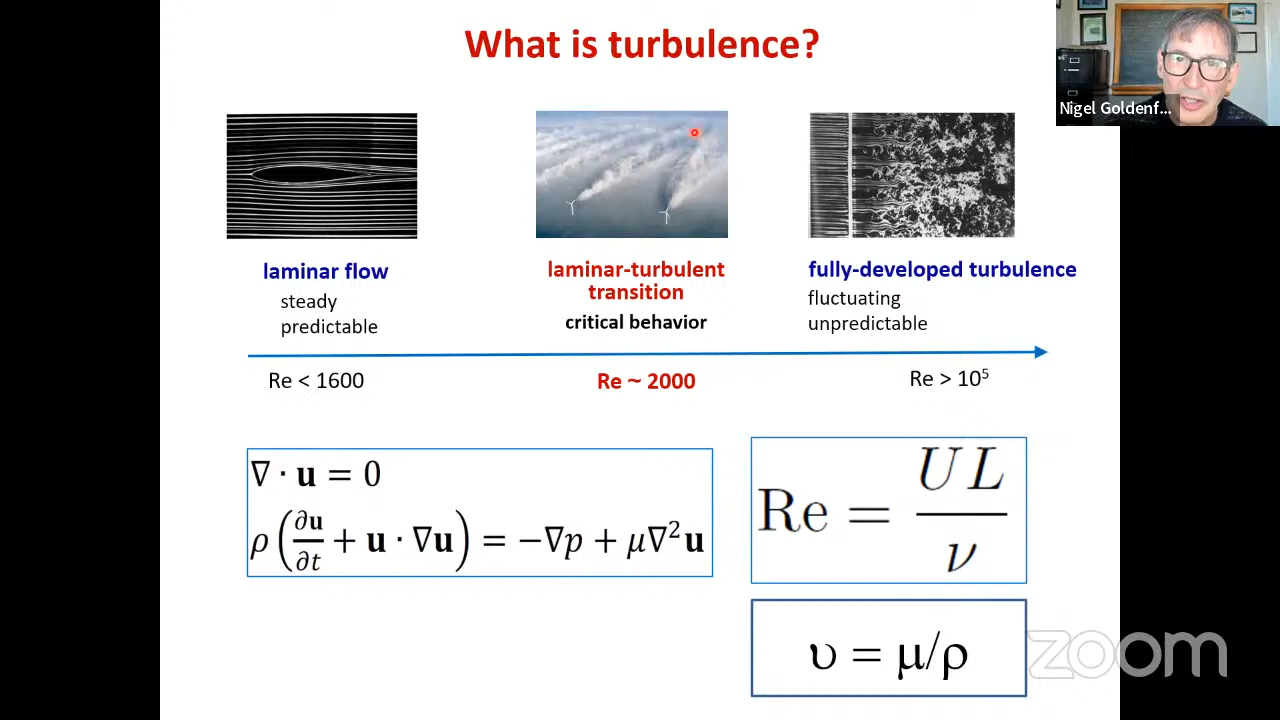 What is turbulence?
Nigel Goldenf...
laminar flow
steady
predictable
laminar-turbulent
transition
critical behavior
fully-developed turbulence
fluctuating
unpredictable
Re < 1600
Re ~ 2000
Re > 10⁵
∇ · u = 0
ρ(∂u/∂t + u · ∇u) = −∇p + μ∇²u
Re = UL/ν
υ = μ/ρ
zoom